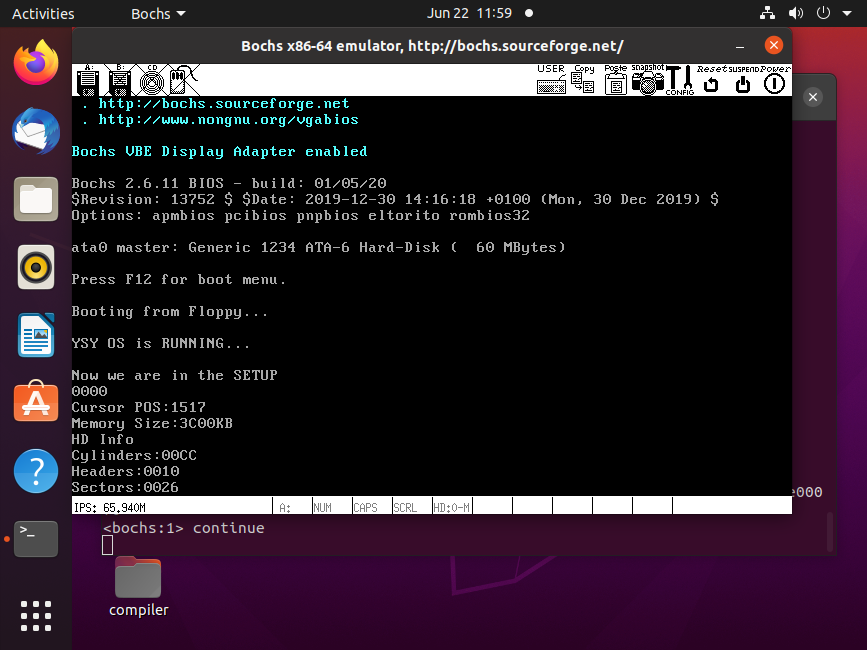 Activities
Bochs
Jun 22 11:59
Bochs x86-64 emulator, http://bochs.sourceforge.net/
A:
B:
CD
USER
Copy
Paste
snapshot
CONFIG
Reset
SUSPEND
Power
. http://bochs.sourceforge.net
. http://www.nongnu.org/vgabios
Bochs VBE Display Adapter enabled
Bochs 2.6.11 BIOS - build: 01/05/20
$Revision: 13752 $ $Date: 2019-12-30 14:16:18 +0100 (Mon, 30 Dec 2019) $
Options: apmbios pcibios pnpbios eltorito rombios32
ata0 master: Generic 1234 ATA-6 Hard-Disk ( 60 MBytes)
Press F12 for boot menu.
Booting from Floppy...
YSY OS is RUNNING...
Now we are in the SETUP
0000
Cursor POS:1517
Memory Size:3C00KB
HD Info
Cylinders:00CC
Headers:0010
Sectors:0026
e000
IPS: 65.940M
A:
NUM
CAPS
SCRL
HD:0-M
<bochs:1> continue
>_
compiler